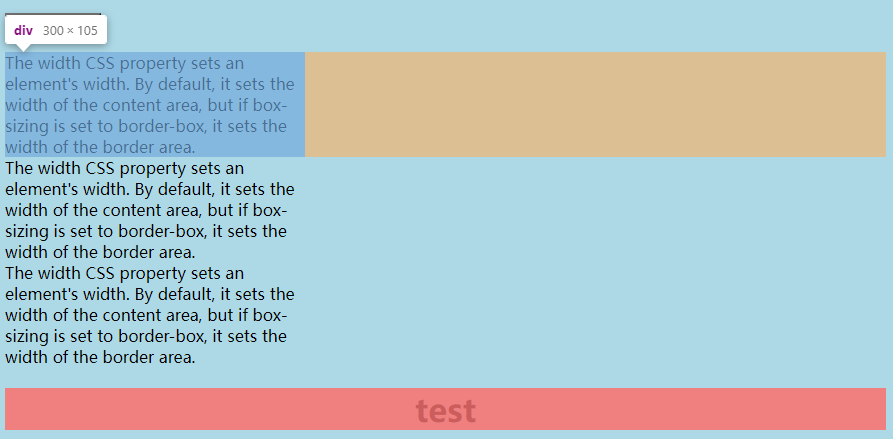 div 300 × 105
The width CSS property sets an
element's width. By default, it sets the
width of the content area, but if box-
sizing is set to border-box, it sets the
width of the border area.
The width CSS property sets an
element's width. By default, it sets the
width of the content area, but if box-
sizing is set to border-box, it sets the
width of the border area.
The width CSS property sets an
element's width. By default, it sets the
width of the content area, but if box-
sizing is set to border-box, it sets the
width of the border area.
test